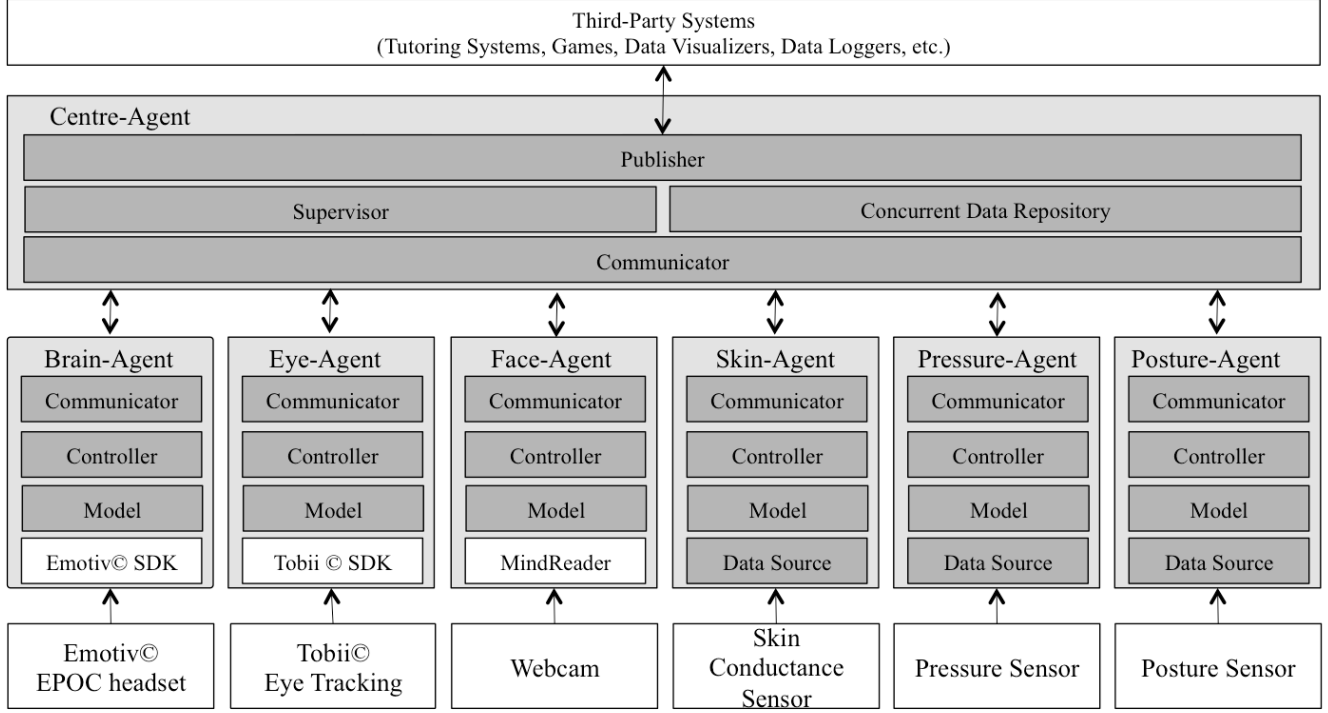 Third-Party Systems
(Tutoring Systems, Games, Data Visualizers, Data Loggers, etc.)
Centre-Agent
Publisher
Supervisor
Concurrent Data Repository
Communicator
Brain-Agent
Communicator
Controller
Model
Emotiv© SDK
Emotiv©
EPOC headset
Eye-Agent
Communicator
Controller
Model
Tobii © SDK
Tobii©
Eye Tracking
Face-Agent
Communicator
Controller
Model
MindReader
Webcam
Skin-Agent
Communicator
Controller
Model
Data Source
Skin
Conductance
Sensor
Pressure-Agent
Communicator
Controller
Model
Data Source
Pressure Sensor
Posture-Agent
Communicator
Controller
Model
Data Source
Posture Sensor